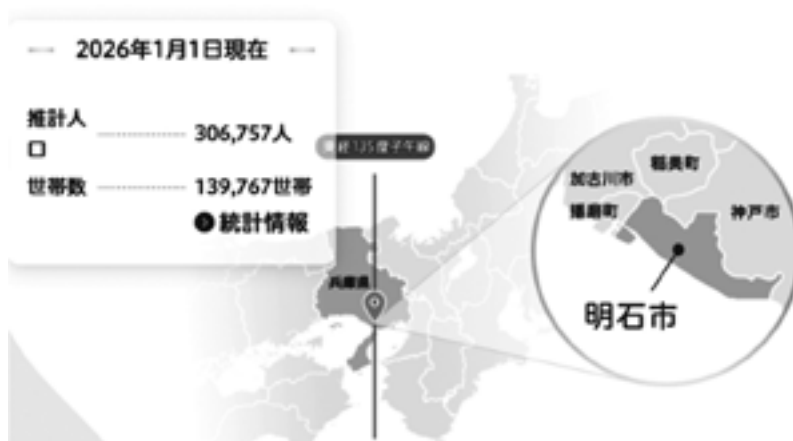 2026年1月1日現在
推計人
口
306,757人
世帯数
139,767世帯
統計情報
東経135度子午線
兵庫県
加古川市
稲美町
播磨町
神戸市
明石市